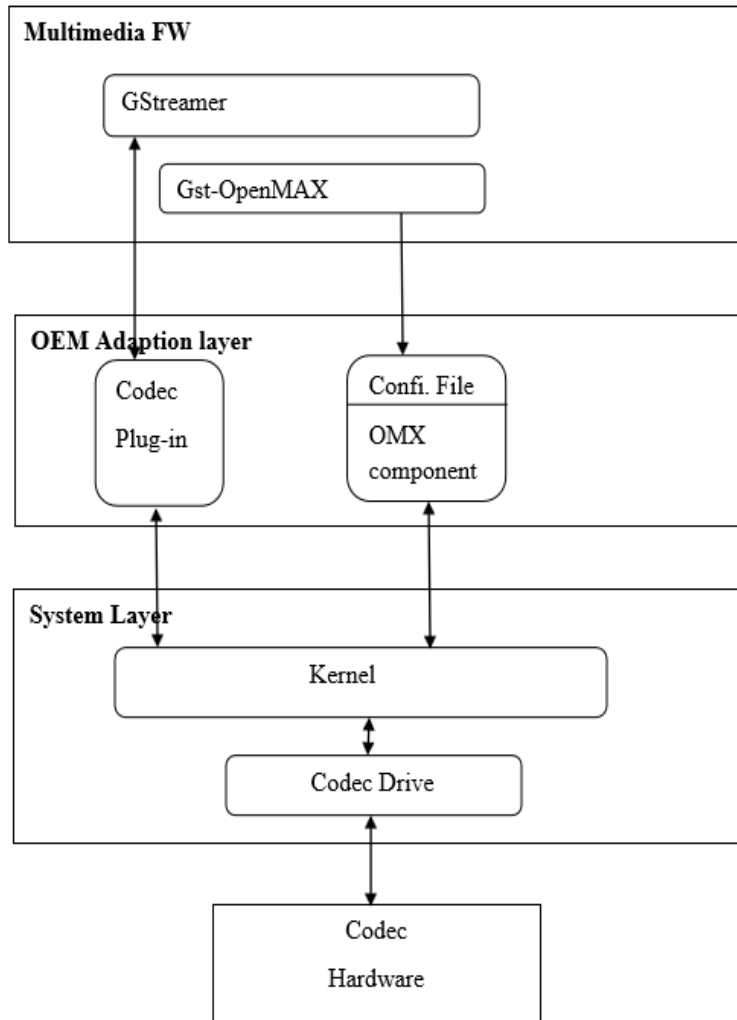 Multimedia FW
GStreamer
Gst-OpenMAX
OEM Adaption layer
Codec
Plug-in
Confi. File
OMX
component
System Layer
Kernel
Codec Drive
Codec
Hardware